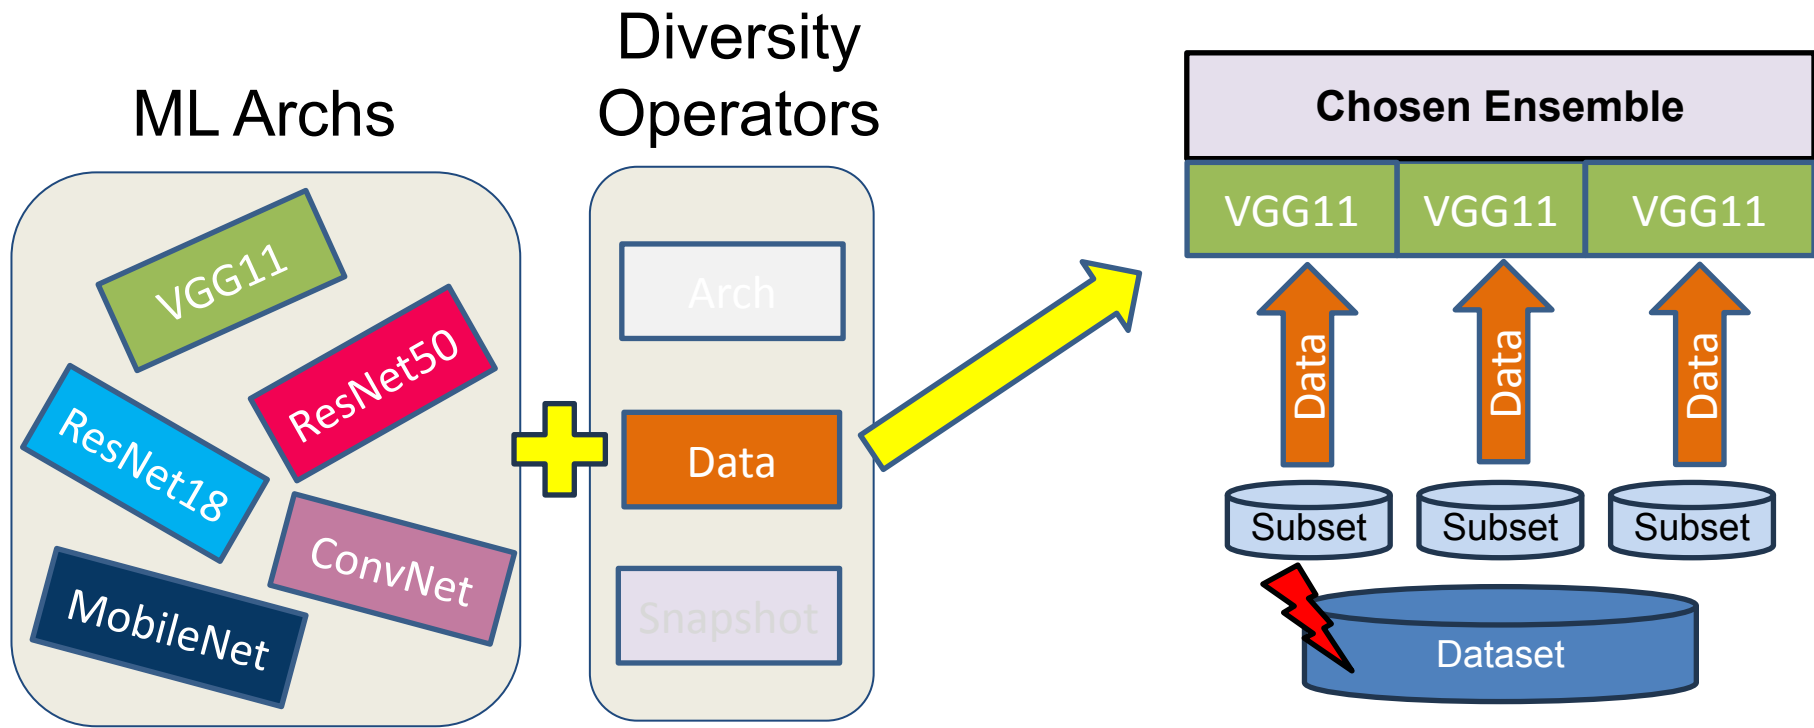 ML Archs
VGG11
ResNet50
ResNet18
ConvNet
MobileNet
Diversity
Operators
Arch
Data
Snapshot
Chosen Ensemble
VGG11 VGG11 VGG11
Data Data Data
Subset Subset Subset
Dataset